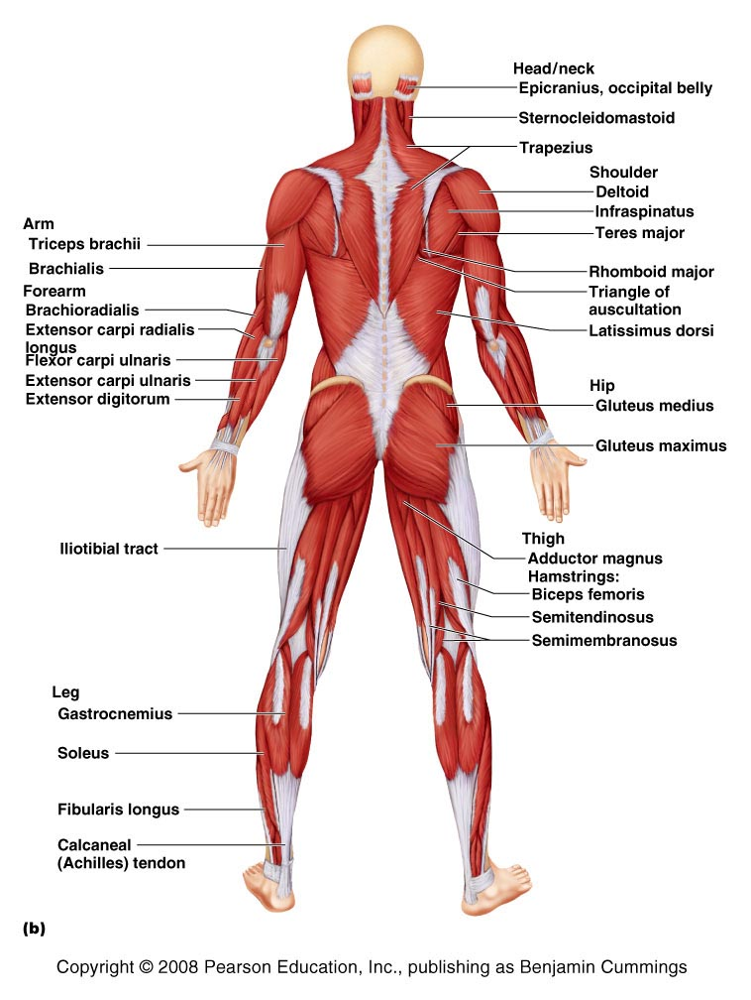 Head/neck
Epicranius, occipital belly
Sternocleidomastoid
Trapezius
Shoulder
Deltoid
Infraspinatus
Teres major
Rhomboid major
Triangle of
auscultation
Latissimus dorsi
Hip
Gluteus medius
Gluteus maximus
Arm
Triceps brachii
Brachialis
Forearm
Brachioradialis
Extensor carpi radialis
longus
Flexor carpi ulnaris
Extensor carpi ulnaris
Extensor digitorum
Iliotibial tract
Thigh
Adductor magnus
Hamstrings:
Biceps femoris
Semitendinosus
Semimembranosus
Leg
Gastrocnemius
Soleus
Fibularis longus
Calcaneal
(Achilles) tendon
(b)
Copyright © 2008 Pearson Education, Inc., publishing as Benjamin Cummings